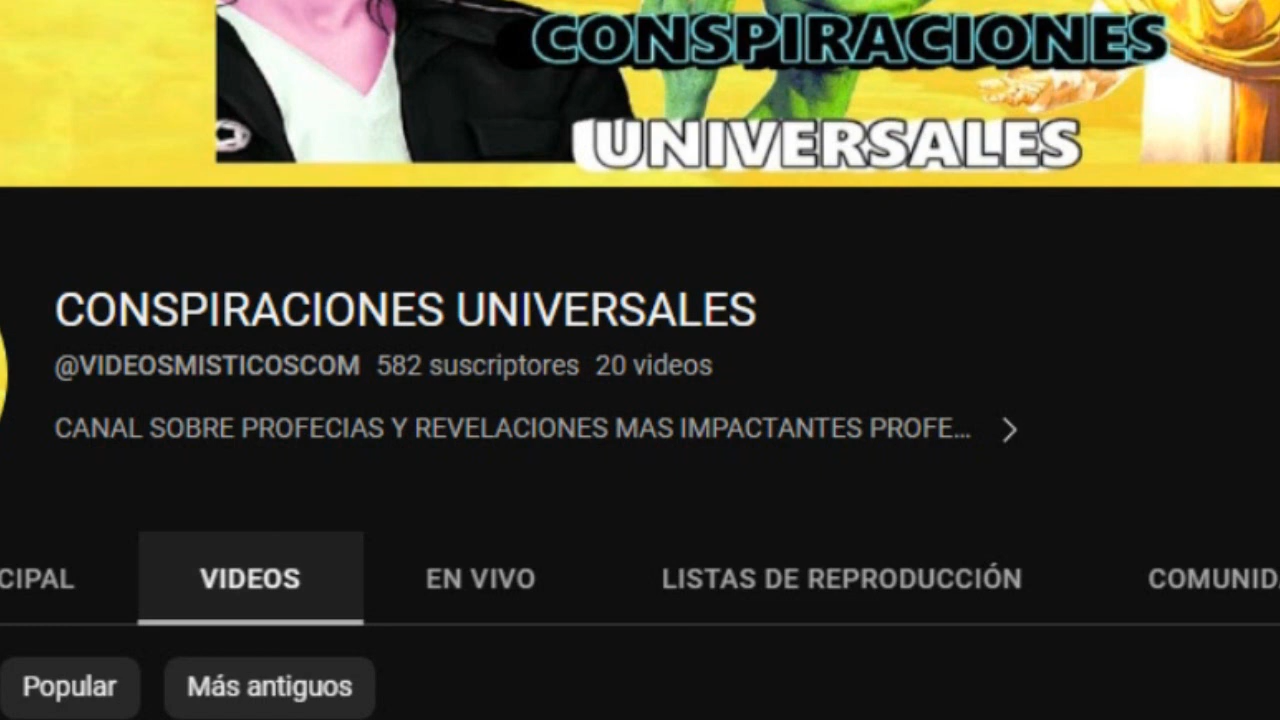 CONSPIRACIONES
UNIVERSALES
CONSPIRACIONES UNIVERSALES
@VIDEOSMISTICOSCOM 582 suscriptores 20 videos
CANAL SOBRE PROFECIAS Y REVELACIONES MAS IMPACTANTES PROFE...
CIPAL VIDEOS EN VIVO LISTAS DE REPRODUCCIÓN COMUNID
Popular Más antiguos